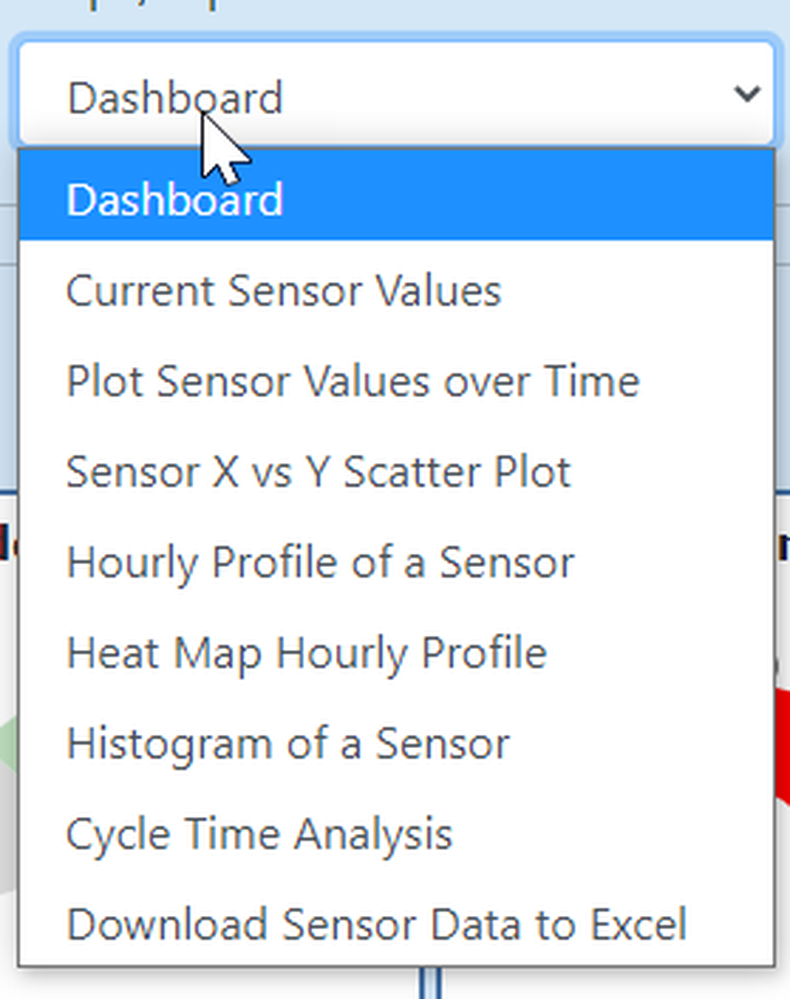 Dashboard
Dashboard
Current Sensor Values
Plot Sensor Values over Time
Sensor X vs Y Scatter Plot
Hourly Profile of a Sensor
Heat Map Hourly Profile
Histogram of a Sensor
Cycle Time Analysis
Download Sensor Data to Excel